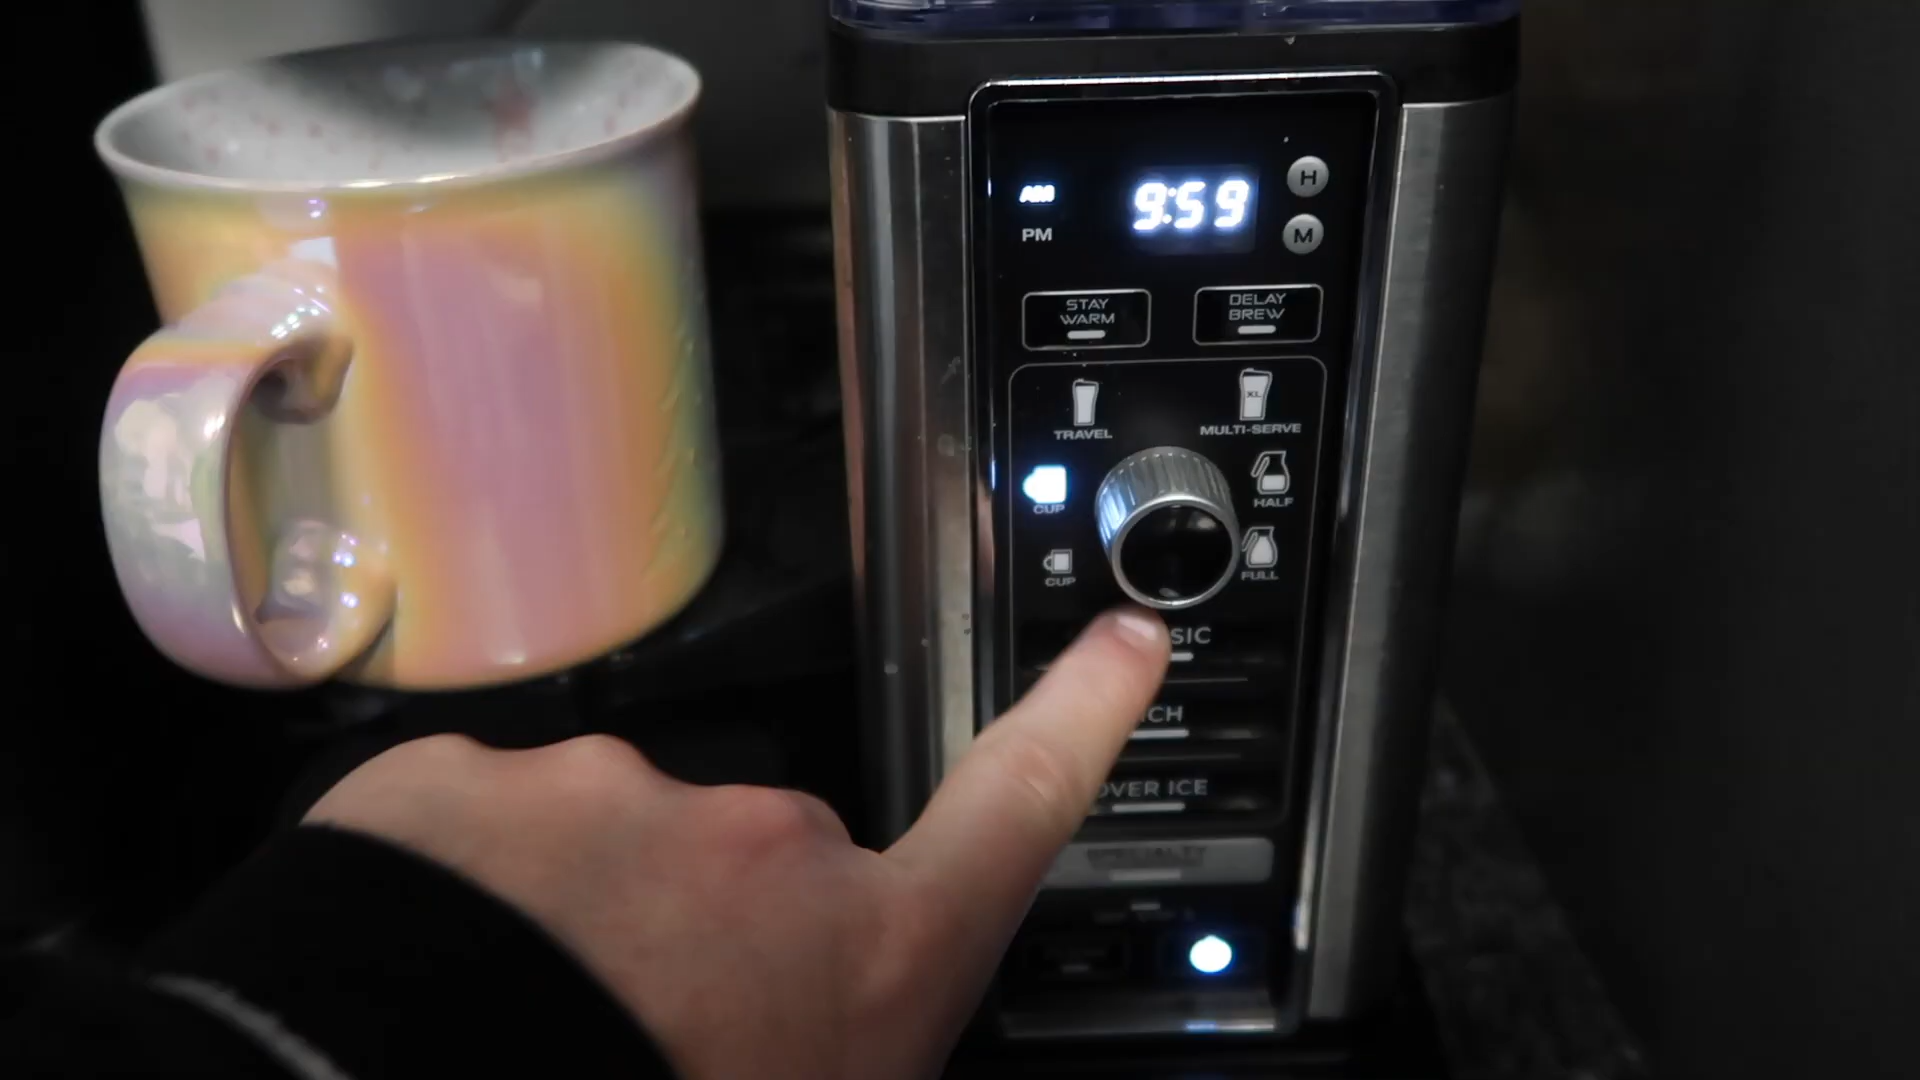 AM
9:59
H
PM
M
STAY
WARM
DELAY
BREW
XL
TRAVEL
MULTI-SERVE
CUP
HALF
CUP
FULL
SIC
CH
OVER ICE
SPECIALTY